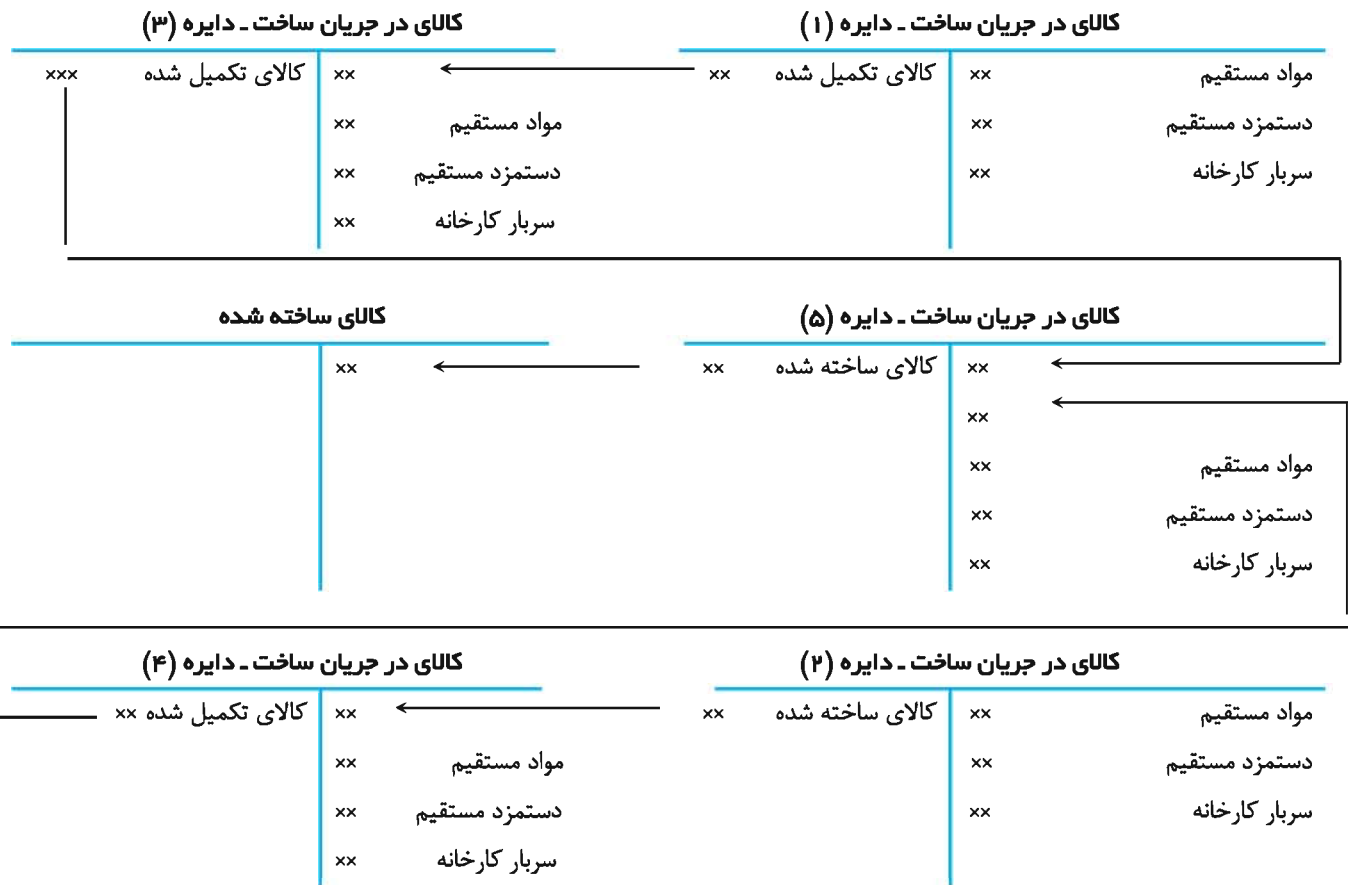 کالای در جریان ساخت ـ دایره (۱)
مواد مستقیم ×× کالای تکمیل شده ××
دستمزد مستقیم ××
سربار کارخانه ××
کالای در جریان ساخت ـ دایره (۳)
×× کالای تکمیل شده ×××
مواد مستقیم ××
دستمزد مستقیم ××
سربار کارخانه ××
کالای در جریان ساخت ـ دایره (۵)
×× کالای ساخته شده ××
××
مواد مستقیم ××
دستمزد مستقیم ××
سربار کارخانه ××
کالای ساخته شده
××
کالای در جریان ساخت ـ دایره (۲)
مواد مستقیم ×× کالای ساخته شده ××
دستمزد مستقیم ××
سربار کارخانه ××
کالای در جریان ساخت ـ دایره (۴)
×× کالای تکمیل شده ××
مواد مستقیم ××
دستمزد مستقیم ××
سربار کارخانه ××